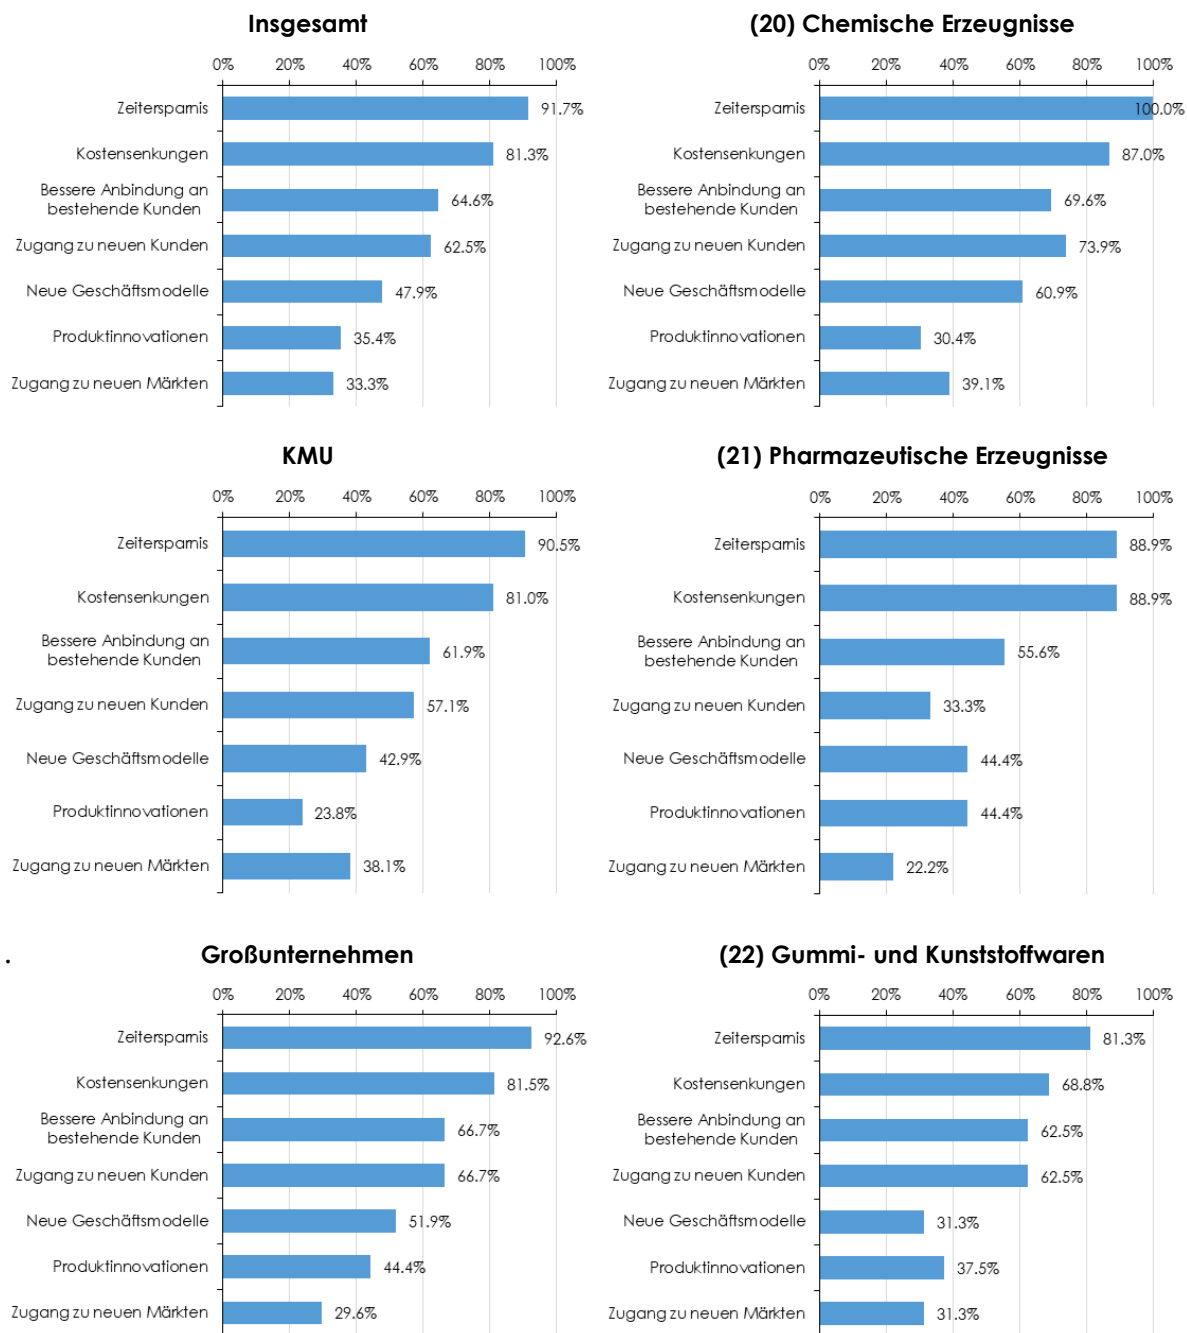 Insgesamt
0% 20% 40% 60% 80% 100%
Zeitersparnis 91.7%
Kostensenkungen 81.3%
Bessere Anbindung an
bestehende Kunden 64.6%
Zugang zu neuen Kunden 62.5%
Neue Geschäftsmodelle 47.9%
Produktinnovationen 35.4%
Zugang zu neuen Märkten 33.3%
(20) Chemische Erzeugnisse
0% 20% 40% 60% 80% 100%
Zeitersparnis 100.0%
Kostensenkungen 87.0%
Bessere Anbindung an
bestehende Kunden 69.6%
Zugang zu neuen Kunden 73.9%
Neue Geschäftsmodelle 60.9%
Produktinnovationen 30.4%
Zugang zu neuen Märkten 39.1%
KMU
0% 20% 40% 60% 80% 100%
Zeitersparnis 90.5%
Kostensenkungen 81.0%
Bessere Anbindung an
bestehende Kunden 61.9%
Zugang zu neuen Kunden 57.1%
Neue Geschäftsmodelle 42.9%
Produktinnovationen 23.8%
Zugang zu neuen Märkten 38.1%
(21) Pharmazeutische Erzeugnisse
0% 20% 40% 60% 80% 100%
Zeitersparnis 88.9%
Kostensenkungen 88.9%
Bessere Anbindung an
bestehende Kunden 55.6%
Zugang zu neuen Kunden 33.3%
Neue Geschäftsmodelle 44.4%
Produktinnovationen 44.4%
Zugang zu neuen Märkten 22.2%
. Großunternehmen
0% 20% 40% 60% 80% 100%
Zeitersparnis 92.6%
Kostensenkungen 81.5%
Bessere Anbindung an
bestehende Kunden 66.7%
Zugang zu neuen Kunden 66.7%
Neue Geschäftsmodelle 51.9%
Produktinnovationen 44.4%
Zugang zu neuen Märkten 29.6%
(22) Gummi- und Kunststoffwaren
0% 20% 40% 60% 80% 100%
Zeitersparnis 81.3%
Kostensenkungen 68.8%
Bessere Anbindung an
bestehende Kunden 62.5%
Zugang zu neuen Kunden 62.5%
Neue Geschäftsmodelle 31.3%
Produktinnovationen 37.5%
Zugang zu neuen Märkten 31.3%